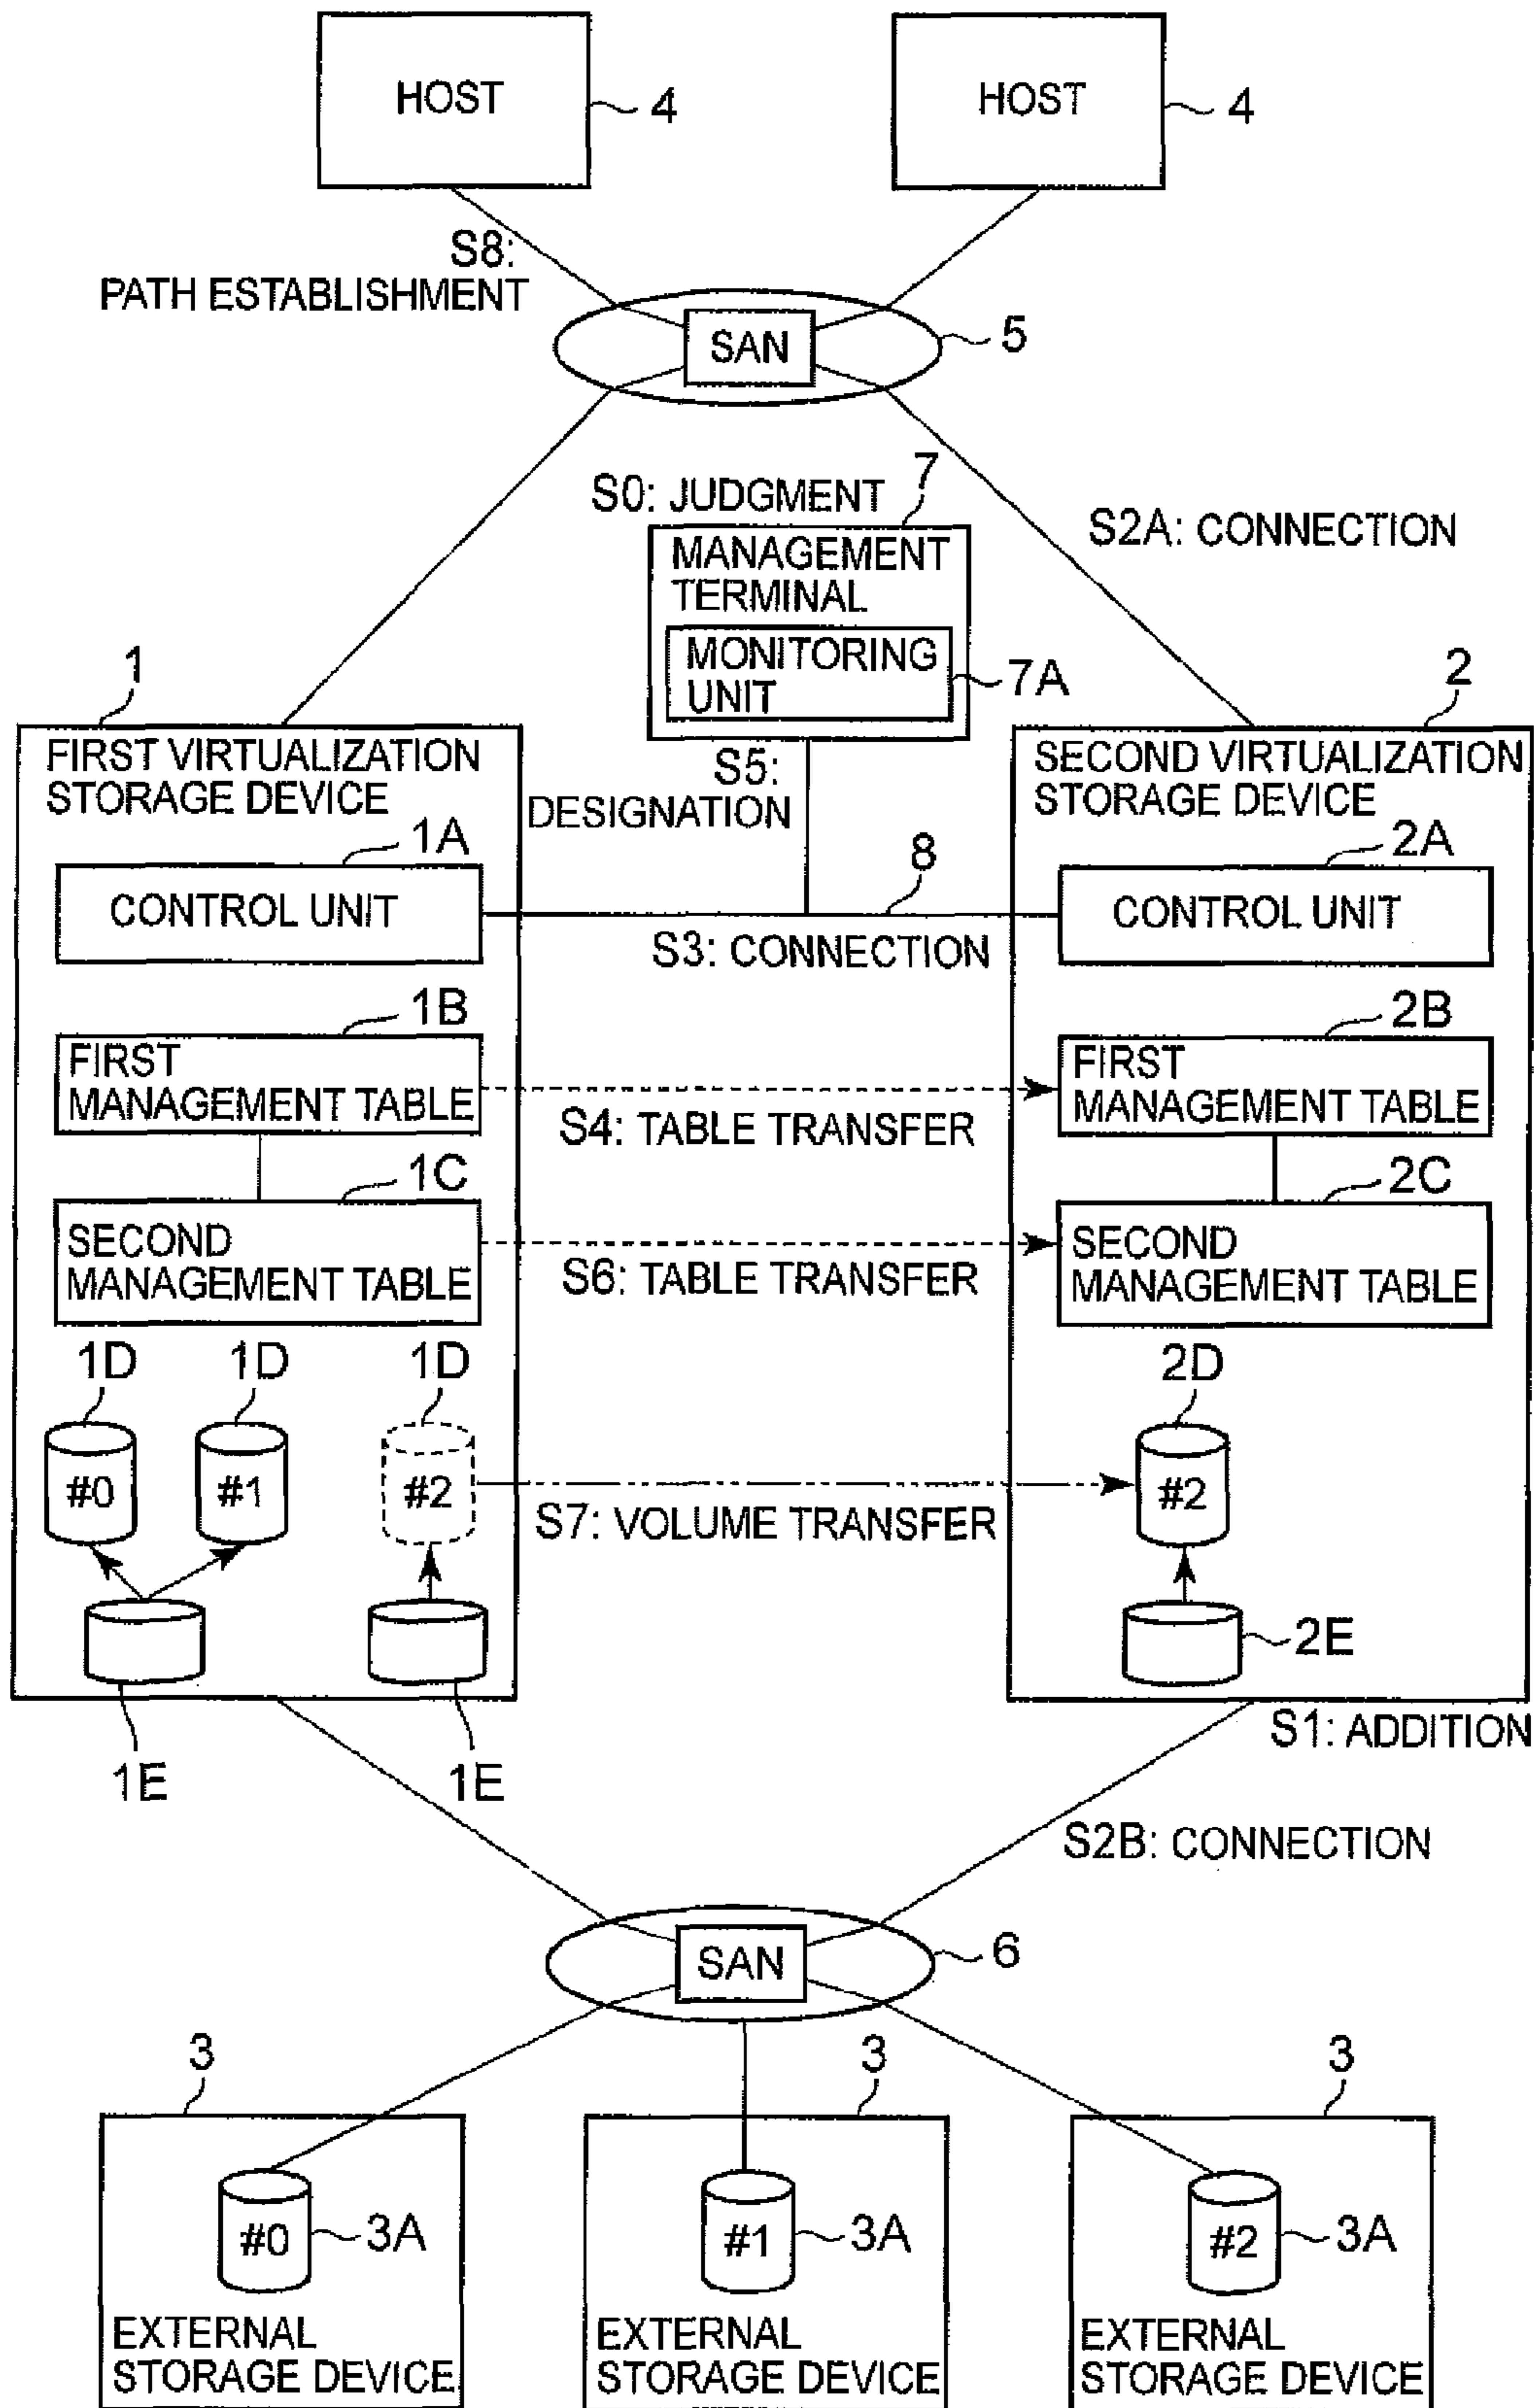 HOST
4
HOST
4
S8:
PATH ESTABLISHMENT
SAN
5
S0: JUDGMENT
7
MANAGEMENT
TERMINAL
MONITORING
UNIT
7A
S2A: CONNECTION
1
FIRST VIRTUALIZATION
STORAGE DEVICE
S5:
DESIGNATION
2
SECOND VIRTUALIZATION
STORAGE DEVICE
1A
CONTROL UNIT
8
S3: CONNECTION
2A
CONTROL UNIT
1B
FIRST
MANAGEMENT TABLE
S4: TABLE TRANSFER
2B
FIRST
MANAGEMENT TABLE
1C
SECOND
MANAGEMENT TABLE
S6: TABLE TRANSFER
2C
SECOND
MANAGEMENT TABLE
1D
1D
1D
2D
#0
#1
#2
S7: VOLUME TRANSFER
#2
2E
1E
1E
S1: ADDITION
S2B: CONNECTION
SAN
6
3
3
3
#0
3A
#1
3A
#2
3A
EXTERNAL
STORAGE DEVICE
EXTERNAL
STORAGE DEVICE
EXTERNAL
STORAGE DEVICE